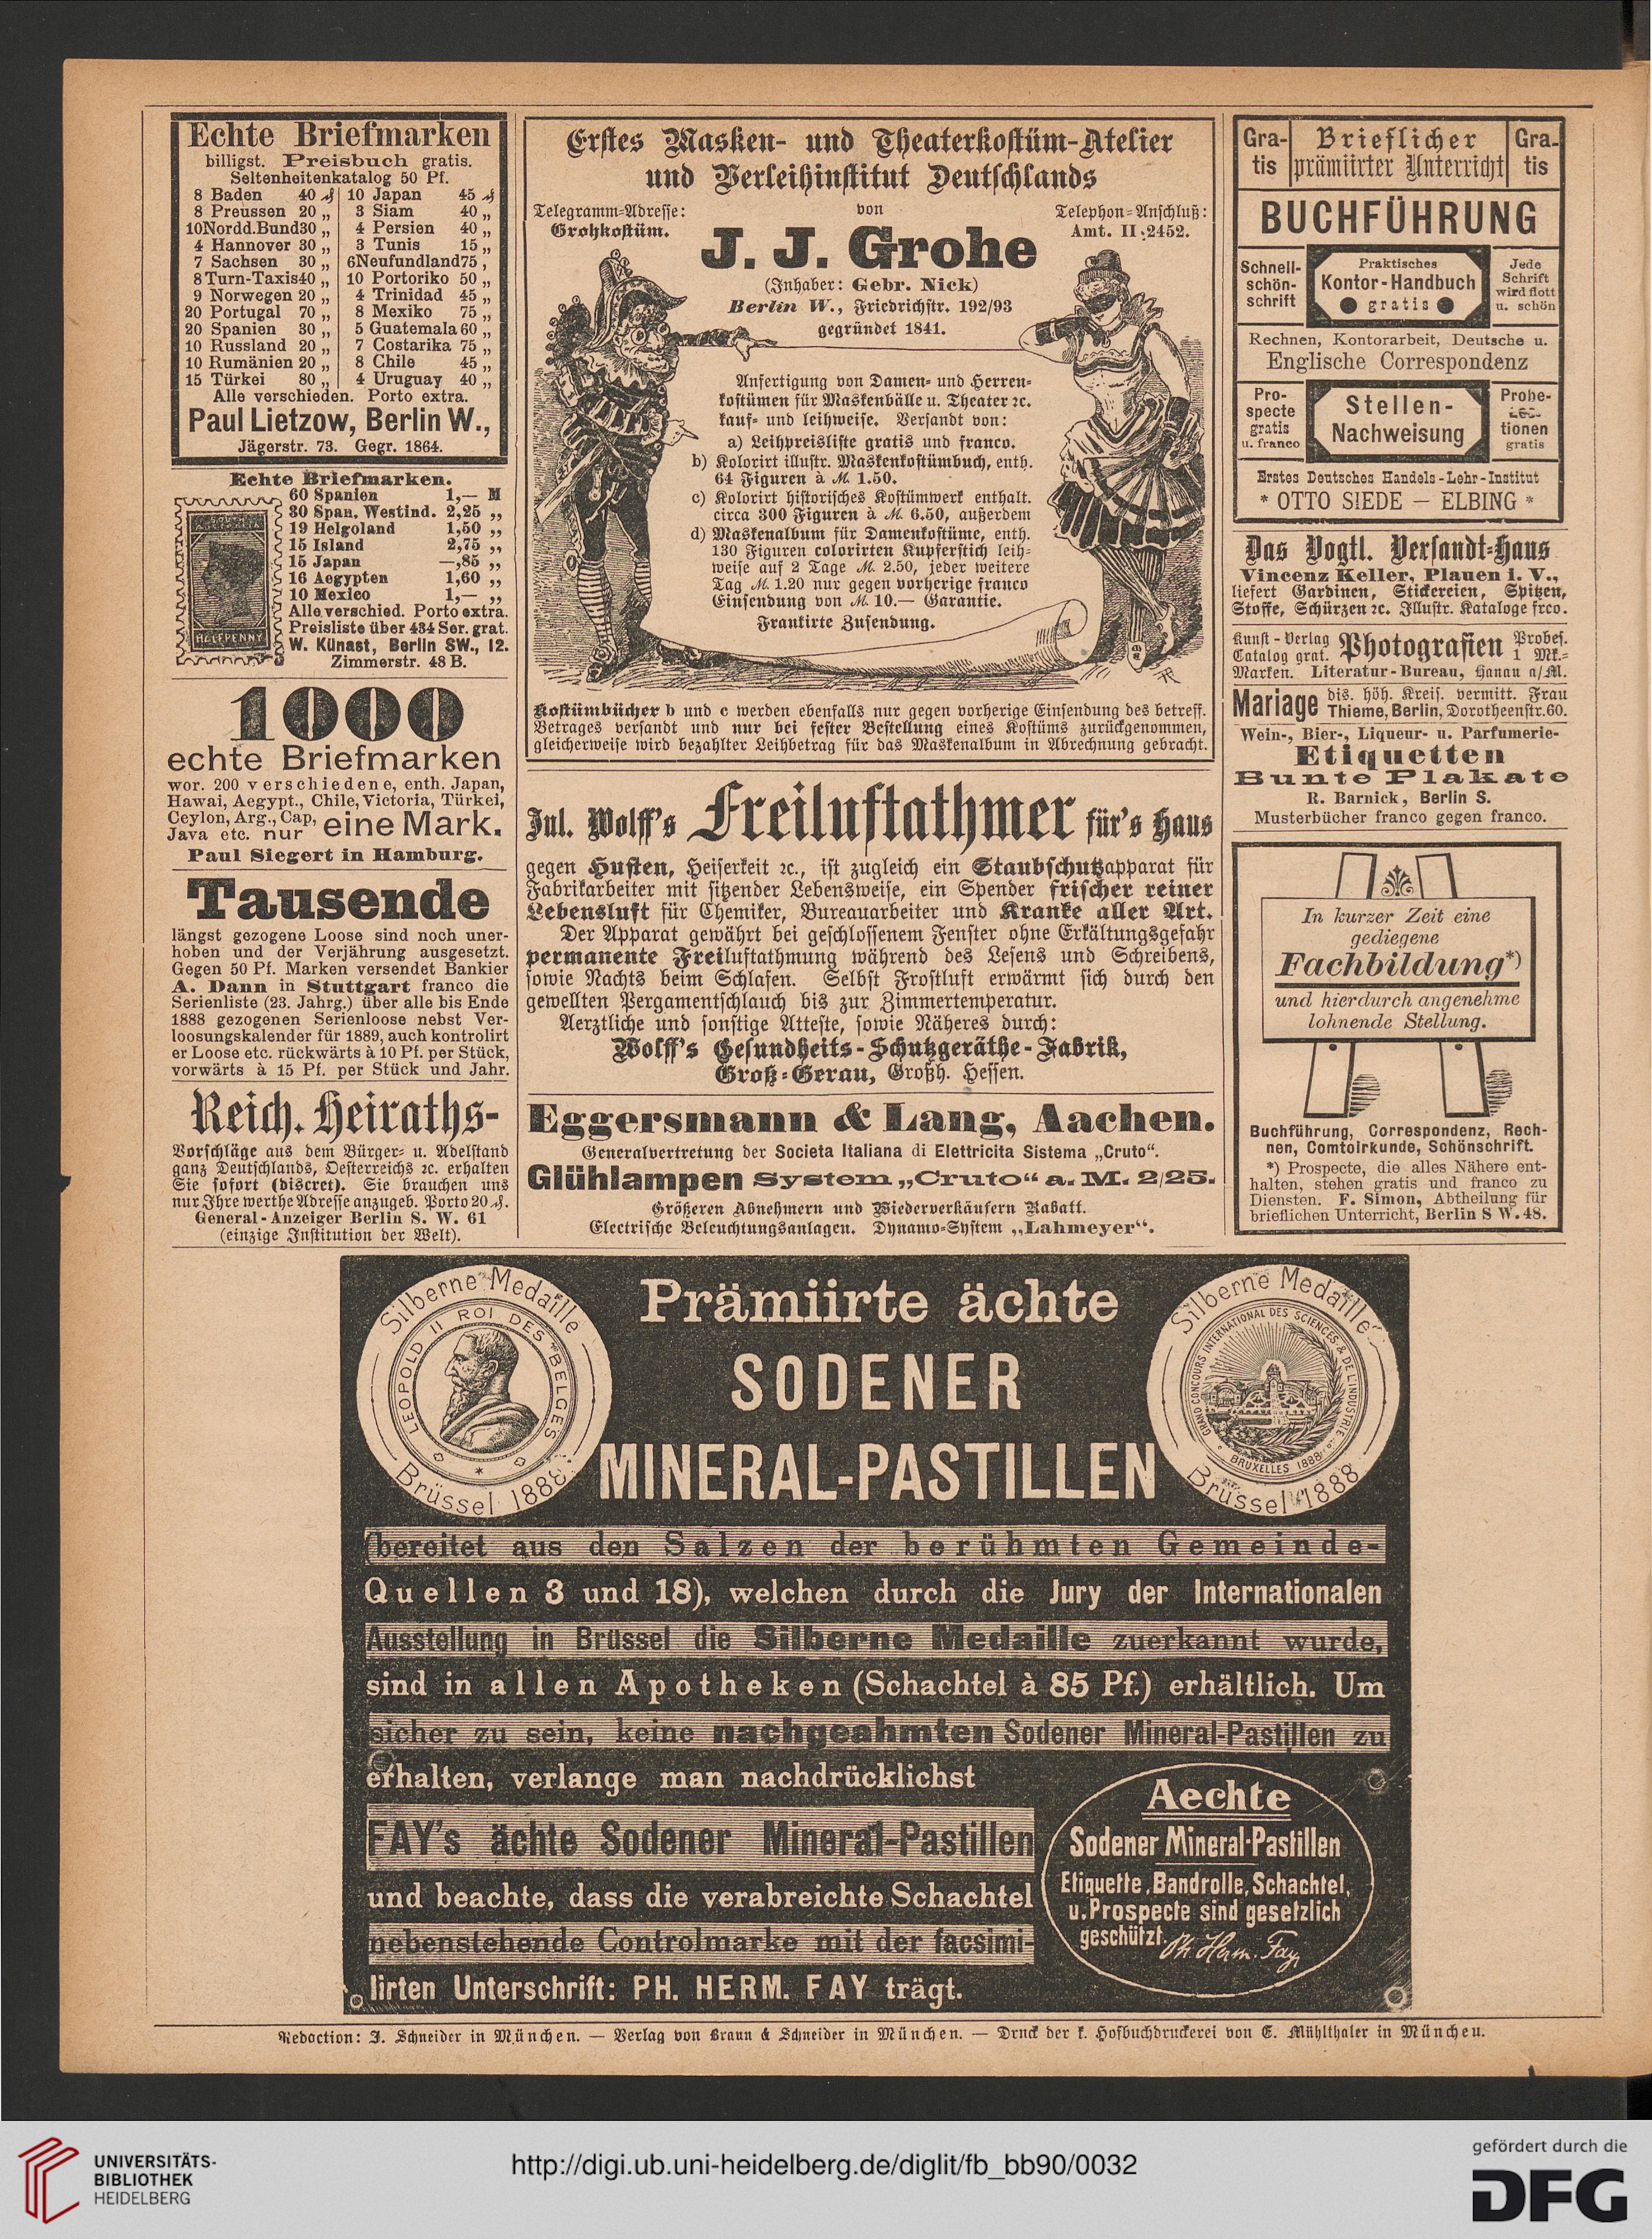 Echte Briefmarken
billigst. Preisbuch gratis.
Seltenheitenkatalog 50 Pf.
8 Baden 40 ₰ | 10 Japan 45 ₰
8 Preussen 20 „ | 3 Siam 40 „
10Nordd.Bund30 „ | 4 Persien 40 „
4 Hannover 30 „ | 3 Tunis 15 „
7 Sachsen 30 „ | 6Neufundland75 „
8Turn-Taxis40 „ | 10 Portoriko 50 „
9 Norwegen 20 „ | 4 Trinidad 45 „
20 Portugal 70 „ | 8 Mexiko 75 „
20 Spanien 30 „ | 5 Guatemala 60 „
10 Russland 20 „ | 7 Costarika 75 „
10 Rumänien 20 „ | 8 Chile 45 „
15 Türkei 80 „ | 4 Uruguay 40 „
Alle verschieden. Porto extra.
Paul Lietzow, Berlin W.,
Jägerstr. 73. Gegr. 1864.
Echte Briefmarken.
60 Spanien 1,— M
30 Span. Westind. 2,25 „
19 Helgoland 1,50 „
15 Island 2,75 „
15 Japan —,85 „
16 Aegypten 1,60 „
10 Mexico 1,— „
Alle verschied. Porto extra.
Preisliste über 434 Ser. grat.
W. Künast, Berlin SW., 12.
Zimmerstr. 48 B.
HALFPENNY
1000
echte Briefmarken
wor. 200 verschiedene, enth. Japan,
Hawai, Aegypt., Chile, Victoria, Türkei,
Ceylon, Arg., Cap,
Java etc. nur eine Mark.
Paul Siegert in Hamburg.
Tausende
längst gezogene Loose sind noch uner-
hoben und der Verjährung ausgesetzt.
Gegen 50 Pf. Marken versendet Bankier
A. Dann in Stuttgart franco die
Serienliste (23. Jahrg.) über alle bis Ende
1888 gezogenen Serienloose nebst Ver-
loosungskalender für 1889, auch kontrolirt
er Loose etc. rückwärts à 10 Pf. per Stück,
vorwärts à 15 Pf. per Stück und Jahr.
Reich. Heiraths-
Vorschläge aus dem Bürger- u. Adelstand
ganz Deutschlands, Oesterreichs ꝛc. erhalten
Sie sofort (discret). Sie brauchen uns
nur Ihre werthe Adresse anzugeb. Porto 20 ₰.
General-Anzeiger Berlin S. W. 61
(einzige Institution der Welt).
Erstes Masken- und Theaterkostüm-Atelier
und Verleihinstitut Deutschlands
Telegramm-Adresse: von Telephon-Anschluß:
Grohkostüm. Amt. II 2452.
J. J. Grohe
(Inhaber: Gebr. Nick)
Berlin W., Friedrichstr. 192/93
gegründet 1841.
Anfertigung von Damen- und Herren-
kostümen für Maskenbälle u. Theater ꝛc.
kauf- und leihweise. Versandt von:
a) Leihpreisliste gratis und franco.
b) Kolorirt illustr. Maskenkostümbuch, enth.
64 Figuren à M. 1.50.
c) Kolorirt historisches Kostümwerk enthalt.
circa 300 Figuren à M. 6.50, außerdem
d) Maskenalbum für Damenkostüme, enth.
130 Figuren colorirten Kupferstich leih-
weise auf 2 Tage M. 2.50, jeder weitere
Tag M. 1.20 nur gegen vorherige franco
Einsendung von M. 10.— Garantie.
Frankirte Zusendung.
Kostümbücher b und c werden ebenfalls nur gegen vorherige Einsendung des betreff.
Betrages versandt und nur bei fester Bestellung eines Kostüms zurückgenommen,
gleicherweise wird bezahlter Leihbetrag für das Maskenalbum in Abrechnung gebracht.
Jul. Wolff's Freiluftathmer für's Haus
gegen Husten, Heiserkeit ꝛc., ist zugleich ein Staubschutzapparat für
Fabrikarbeiter mit sitzender Lebensweise, ein Spender frischer reiner
Lebensluft für Chemiker, Bureauarbeiter und Kranke aller Art.
Der Apparat gewährt bei geschlossenem Fenster ohne Erkältungsgefahr
permanente Freiluftathmung während des Lesens und Schreibens,
sowie Nachts beim Schlafen. Selbst Frostluft erwärmt sich durch den
gewellten Pergamentschlauch bis zur Zimmertemperatur.
Aerztliche und sonstige Atteste, sowie Näheres durch:
Wolff's Gesundheits-Schutzgeräthe-Fabrik,
Groß-Gerau, Großh. Hessen.
Eggersmann & Lang, Aachen.
Generalvertretung der Societa Italiana di Elettricita Sistema „Cruto“.
Glühlampen System „Cruto“ a. M. 2/25.
Größeren Abnehmern und Wiederverkäufern Rabatt.
Electrische Beleuchtungsanlagen. Dynamo-System „Lahmeyer“.
Gra-
tis
Brieflicher
prämiirter Unterricht
Gra-
tis
BUCHFÜHRUNG
Schnell-
schön-
schrift
Praktisches
Kontor-Handbuch
gratis
Jede
Schrift
wird flott
u. schön
Rechnen, Kontorarbeit, Deutsche u.
Englische Correspondenz
Pro-
specte
gratis
u. franco
Stellen-
Nachweisung
Probe-
Lec-
tionen
gratis
Erstes Deutsches Handels-Lehr-Institut
* OTTO SIEDE — ELBING *
Das Vogtl. Versandt-Haus
Vincenz Keller, Plauen i. V.,
liefert Gardinen, Stickereien, Spitzen,
Stoffe, Schürzen ꝛc. Illustr. Kataloge frco.
Kunst-Verlag Photografien Probes.
Catalog grat. 1 Mk.-
Marken. Literatur-Bureau, Hanau a/M.
Mariage dis. höh. Kreis. vermitt. Frau
Thieme, Berlin, Dorotheenstr. 60.
Wein-, Bier-, Liqueur- u. Parfumerie-
Etiquetten
Bunte Plakate
R. Barnick, Berlin S.
Musterbücher franco gegen franco.
In kurzer Zeit eine
gediegene
Fachbildung*)
und hierdurch angenehme
lohnende Stellung.
Buchführung, Correspondenz, Rech-
nen, Comtoirkunde, Schönschrift.
*) Prospecte, die alles Nähere ent-
halten, stehen gratis und franco zu
Diensten. F. Simon, Abtheilung für
brieflichen Unterricht, Berlin S W. 48.
Silberne Medaille
LEOPOLD II ROI DES BELGES
Brüssel 1888
Prämiirte ächte
SODENER
MINERAL-PASTILLEN
Silberne Medaille
GRAND CONCOURS INTERNATIONAL DES SCIENCES & DE L'INDUSTRIE
BRUXELLES 1888
Brüssel 1888
(bereitet aus den Salzen der berühmten Gemeinde-
Quellen 3 und 18), welchen durch die Jury der Internationalen
Ausstellung in Brüssel die Silberne Medaille zuerkannt wurde,
sind in allen Apotheken (Schachtel à 85 Pf.) erhältlich. Um
sicher zu sein, keine nachgeahmten Sodener Mineral-Pastillen zu
erhalten, verlange man nachdrücklichst
FAY's ächte Sodener Mineral-Pastillen
und beachte, dass die verabreichte Schachtel
nebenstehende Controlmarke mit der facsimi-
lirten Unterschrift: PH. HERM. FAY trägt.
Aechte
Sodener Mineral-Pastillen
Etiquette, Bandrolle, Schachtel,
u. Prospecte sind gesetzlich
geschützt.
Ph. Herm. Fay
Redaction: J. Schneider in München. — Verlag von Braun & Schneider in München. — Druck der k. Hofbuchdruckerei von E. Mühlthaler in München.
UNIVERSITÄTS-
BIBLIOTHEK
HEIDELBERG
http://digi.ub.uni-heidelberg.de/diglit/fb_bb90/0032
gefördert durch die
DFG